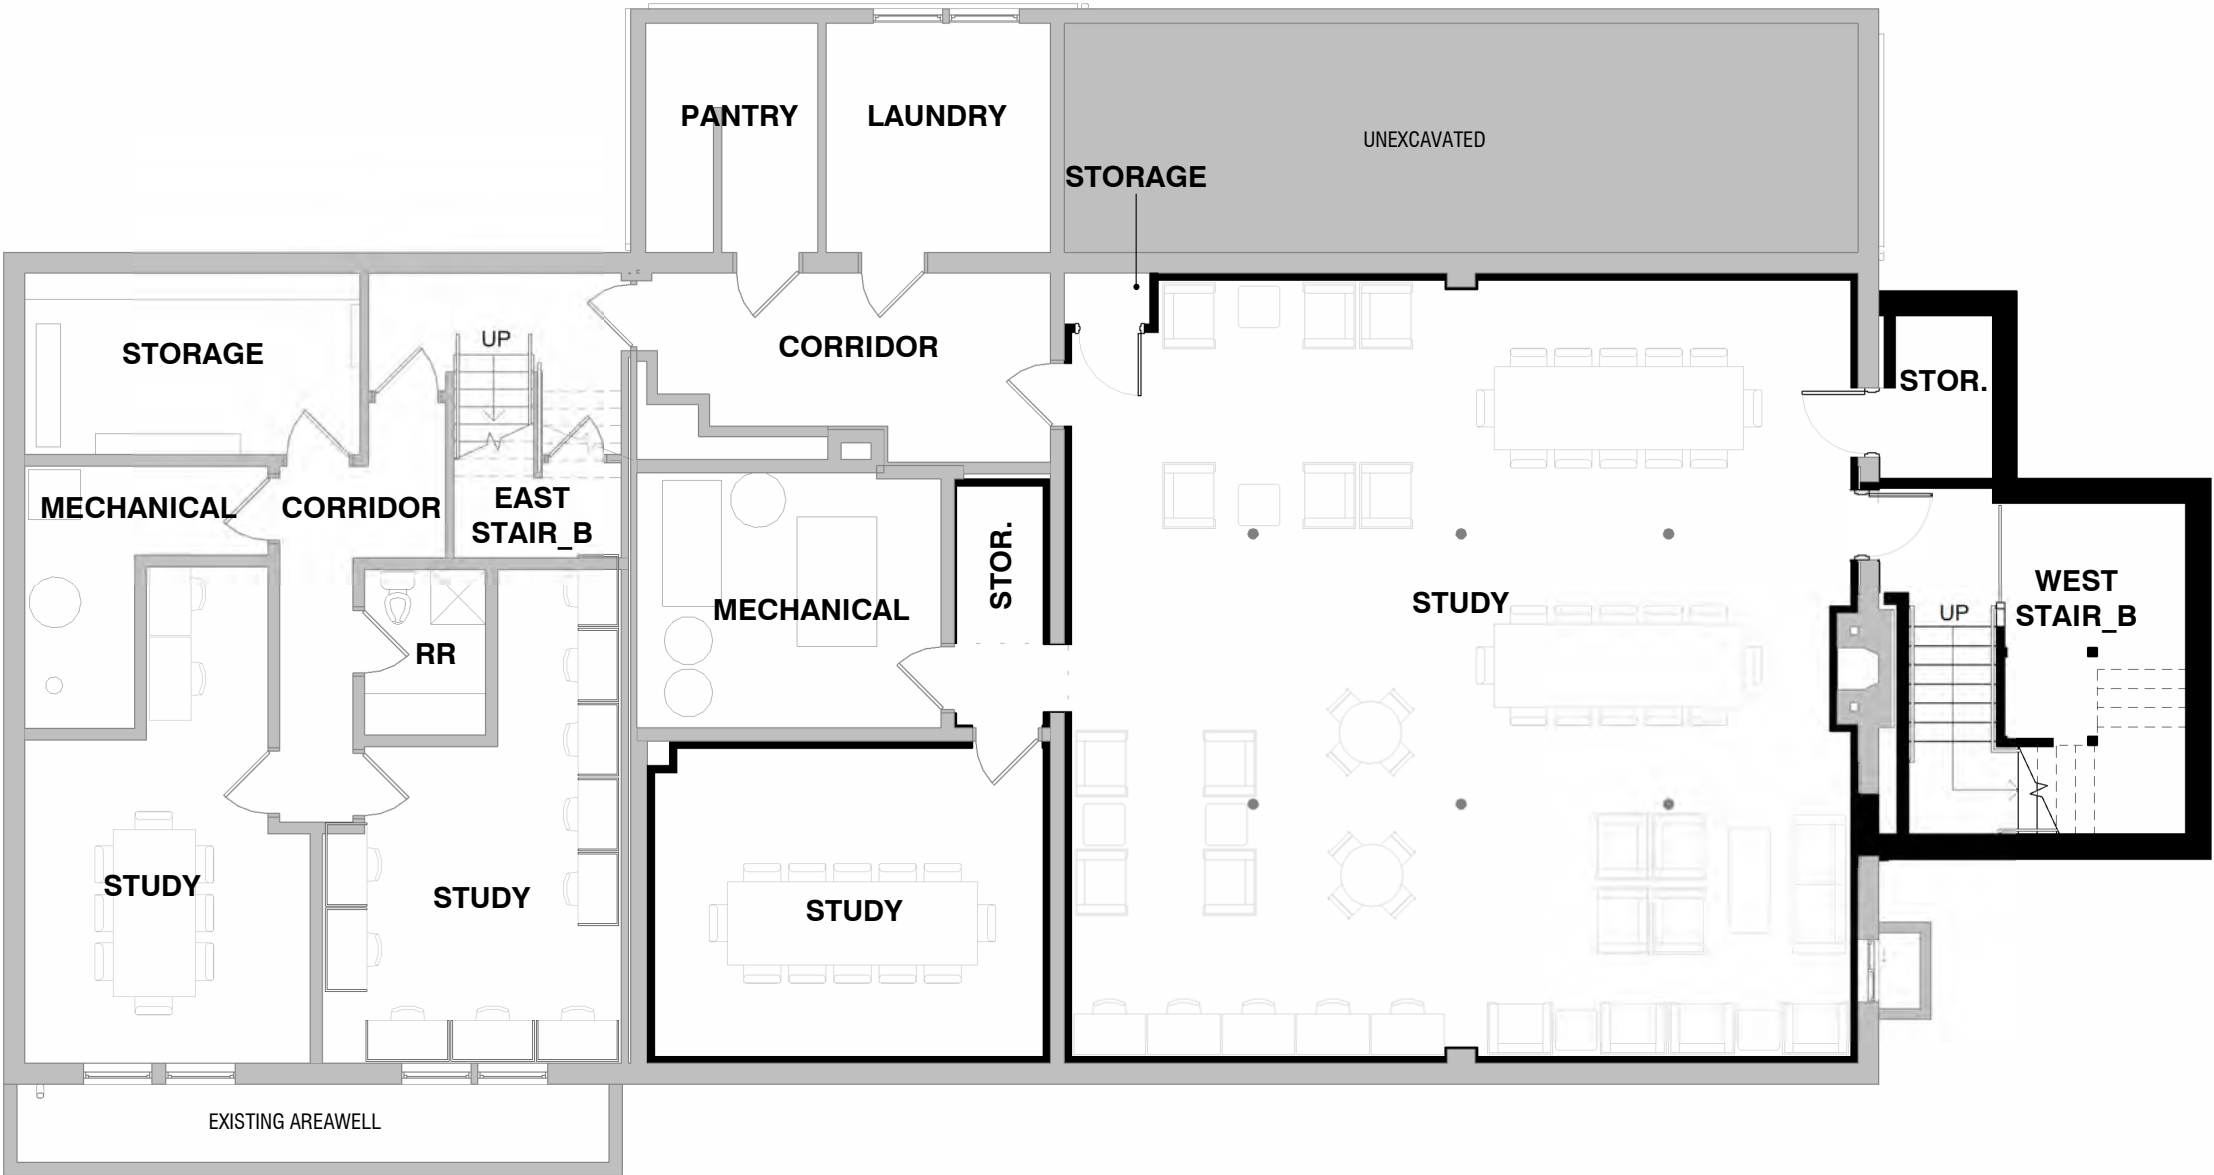 PANTRY
LAUNDRY
UNEXCAVATED
STORAGE
UP
CORRIDOR
STORAGE
STOR.
MECHANICAL
CORRIDOR
EAST
STAIR_B
STOR.
MECHANICAL
STUDY
WEST
STAIR_B
UP
RR
STUDY
STUDY
STUDY
EXISTING AREAWELL